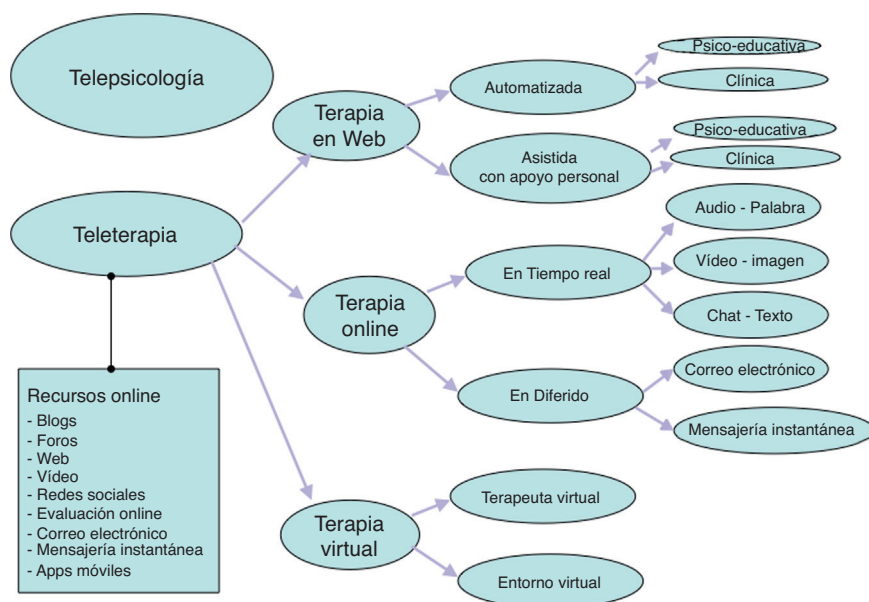 Telepsicología
Teleterapia
Recursos online
- Blogs
- Foros
- Web
- Vídeo
- Redes sociales
- Evaluación online
- Correo electrónico
- Mensajería instantánea
- Apps móviles
Terapia
en Web
Automatizada
Psico-educativa
Clínica
Asistida
con apoyo personal
Psico-educativa
Clínica
Terapia
online
En Tiempo real
Audio - Palabra
Vídeo - imagen
Chat - Texto
En Diferido
Correo electrónico
Mensajería instantánea
Terapia
virtual
Terapeuta virtual
Entorno virtual